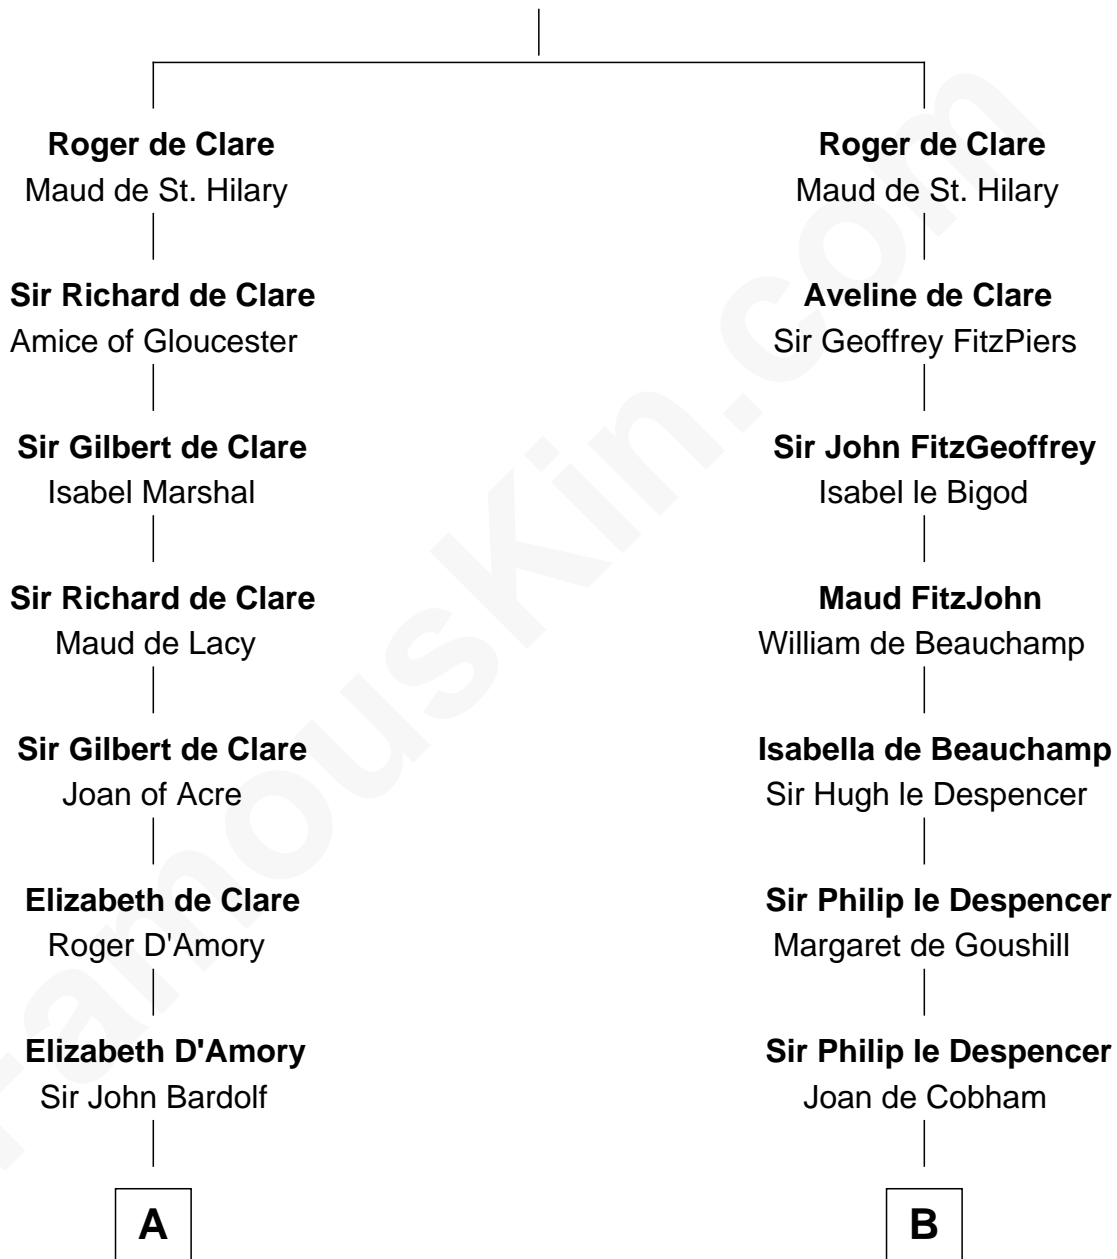 Roger de Clare
Maud de St. Hilary
Sir Richard de Clare
Amice of Gloucester
Sir Gilbert de Clare
Isabel Marshal
Sir Richard de Clare
Maud de Lacy
Sir Gilbert de Clare
Joan of Acre
Elizabeth de Clare
Roger D'Amory
Elizabeth D'Amory
Sir John Bardolf
A
Roger de Clare
Maud de St. Hilary
Aveline de Clare
Sir Geoffrey FitzPiers
Sir John FitzGeoffrey
Isabel le Bigod
Maud FitzJohn
William de Beauchamp
Isabella de Beauchamp
Sir Hugh le Despencer
Sir Philip le Despencer
Margaret de Goushill
Sir Philip le Despencer
Joan de Cobham
B
FamousKin.com